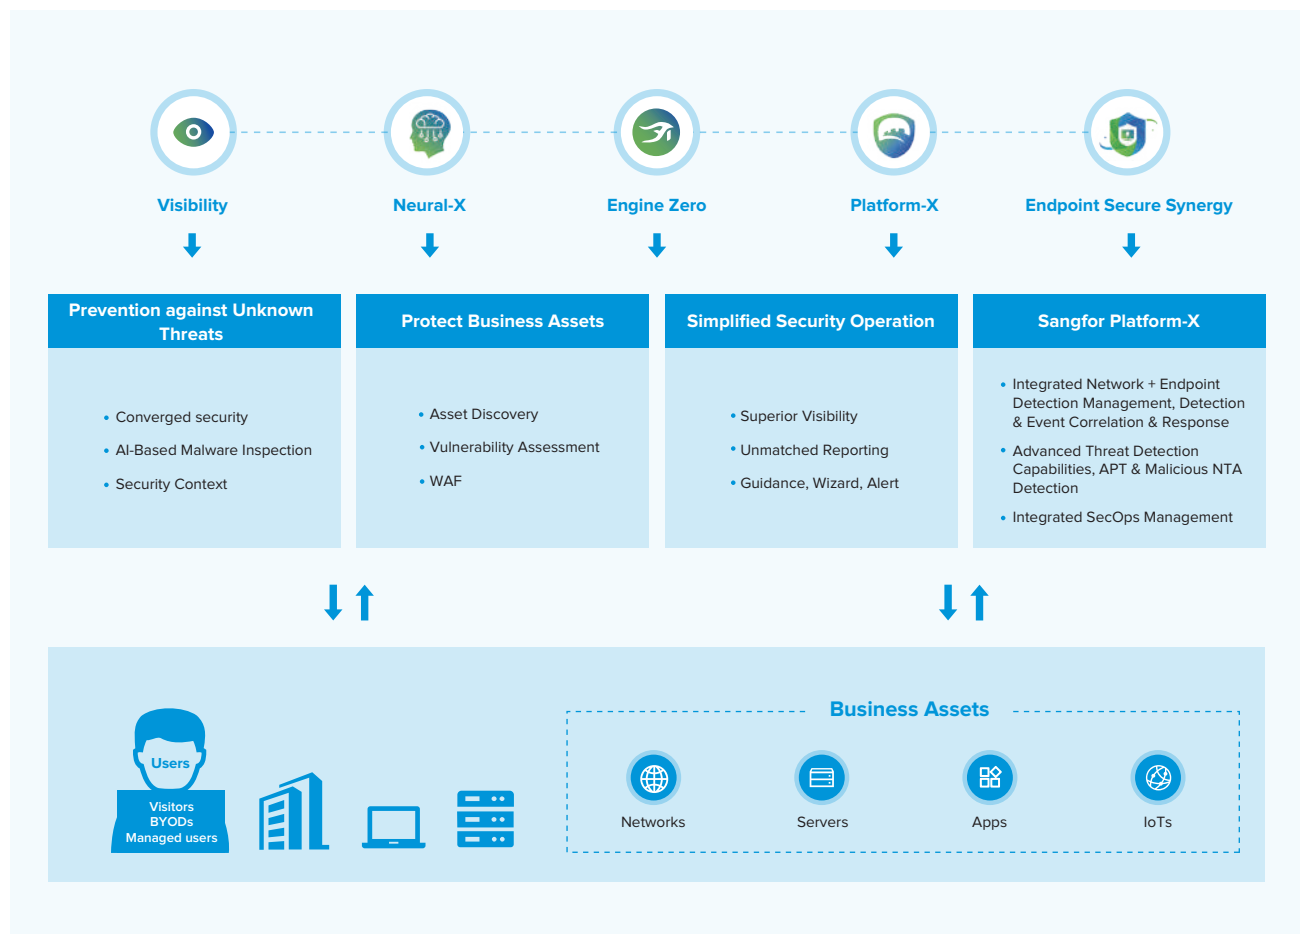 Visibility
Neural-X
Engine Zero
Platform-X
Endpoint Secure Synergy
Prevention against Unknown
Threats
• Converged security
• AI-Based Malware Inspection
• Security Context
Protect Business Assets
• Asset Discovery
• Vulnerability Assessment
• WAF
Simplified Security Operation
• Superior Visibility
• Unmatched Reporting
• Guidance, Wizard, Alert
Sangfor Platform-X
• Integrated Network + Endpoint
Detection Management, Detection
& Event Correlation & Response
• Advanced Threat Detection
Capabilities, APT & Malicious NTA
Detection
• Integrated SecOps Management
Users
Visitors
BYODs
Managed users
Business Assets
Networks
Servers
Apps
IoTs